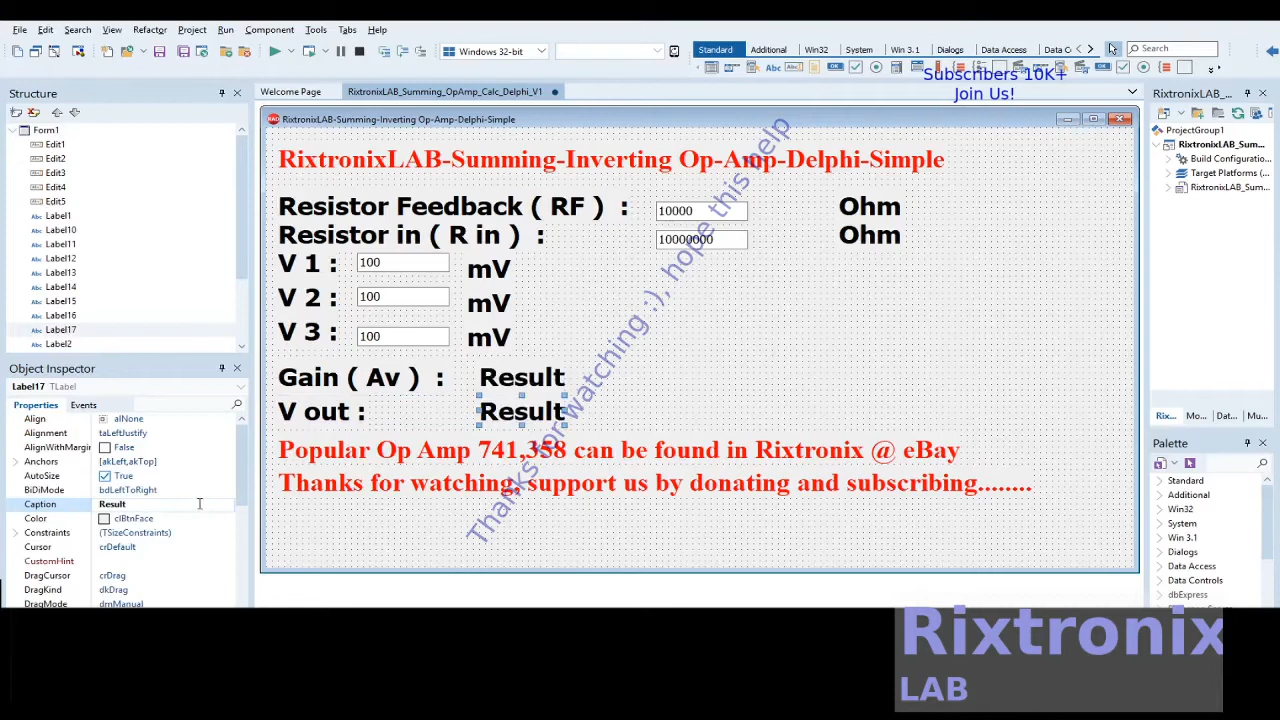 File Edit Search View Refactor Project Run Component Tools Tabs Help
Windows 32-bit
Standard Additional Win32 System Win 3.1 Dialogs Data Access Data C
Search
Subscribers 10K+
Join Us!
Structure
Welcome Page
RixtronixLAB_Summing_OpAmp_Calc_Delphi_V1
RixtronixLAB_...
Form1
Edit1
Edit2
Edit3
Edit4
Edit5
Label1
Label10
Label11
Label12
Label13
Label14
Label15
Label16
Label17
Label2
RixtronixLAB-Summing-Inverting Op-Amp-Delphi-Simple
RixtronixLAB-Summing-Inverting Op-Amp-Delphi-Simple
Resistor Feedback ( RF ) : 10000 Ohm
Resistor in ( R in ) : 10000000 Ohm
V 1 : 100 mV
V 2 : 100 mV
V 3 : 100 mV
Gain ( Av ) : Result
V out : Result
Popular Op Amp 741,358 can be found in Rixtronix @ eBay
Thanks for watching, support us by donating and subscribing........
Thanks for watching :), hope this help
Object Inspector
Label17 TLabel
Properties Events
Align alNone
Alignment taLeftJustify
AlignWithMargin False
Anchors [akLeft,akTop]
AutoSize True
BiDiMode bdLeftToRight
Caption Result
Color clBtnFace
Constraints (TSizeConstraints)
Cursor crDefault
CustomHint
DragCursor crDrag
DragKind dkDrag
DragMode dmManual
ProjectGroup1
RixtronixLAB_Sum...
Build Configuratio...
Target Platforms (...
RixtronixLAB_Sum...
Rix... Mo... Dat... Mu...
Palette
Standard
Additional
Win32
System
Win 3.1
Dialogs
Data Access
Data Controls
dbExpress
Rixtronix
LAB